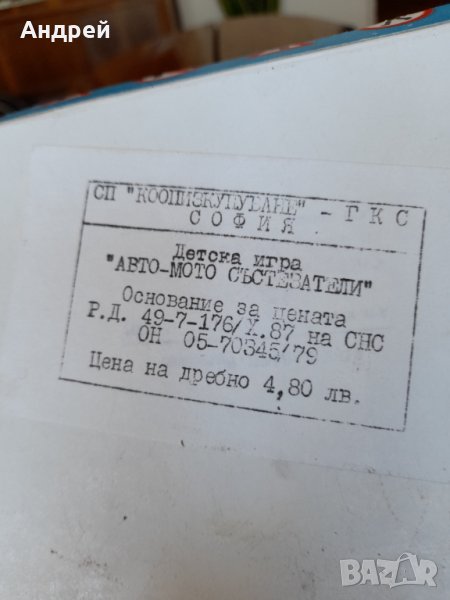 Андрей
СП "КООПИЗКУПУВАНЕ" - ГКС
СОФИЯ
Детска игра
"АВТО-МОТО СЪСТЕЗАТЕЛИ"
Основание за цената
Р.Д. 49-7-176/X.87 на СНС
ОН 05-70345/79
Цена на дребно 4,80 лв.
BAZAR